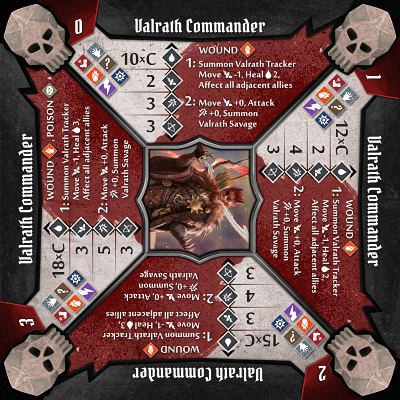 0
Valrath Commander
10×C
2
3
3
WOUND
1: Summon Valrath Tracker
Move -1, Heal 2,
Affect all adjacent allies
2: Move +0, Attack
+0, Summon
Valrath Savage
1
Valrath Commander
12×C
3
4
3
WOUND
1: Summon Valrath Tracker
Move -1, Heal 2,
Affect all adjacent allies
2: Move +0, Attack
+0, Summon
Valrath Savage
2
Valrath Commander
15×C
3
4
3
WOUND
1: Summon Valrath Tracker
Move -1, Heal 3,
Affect all adjacent allies
2: Move +0, Attack
+0, Summon
Valrath Savage
3
Valrath Commander
18×C
3
5
3
WOUND POISON
1: Summon Valrath Tracker
Move -1, Heal 2,
Affect all adjacent allies
2: Move +0, Attack
+0, Summon
Valrath Savage